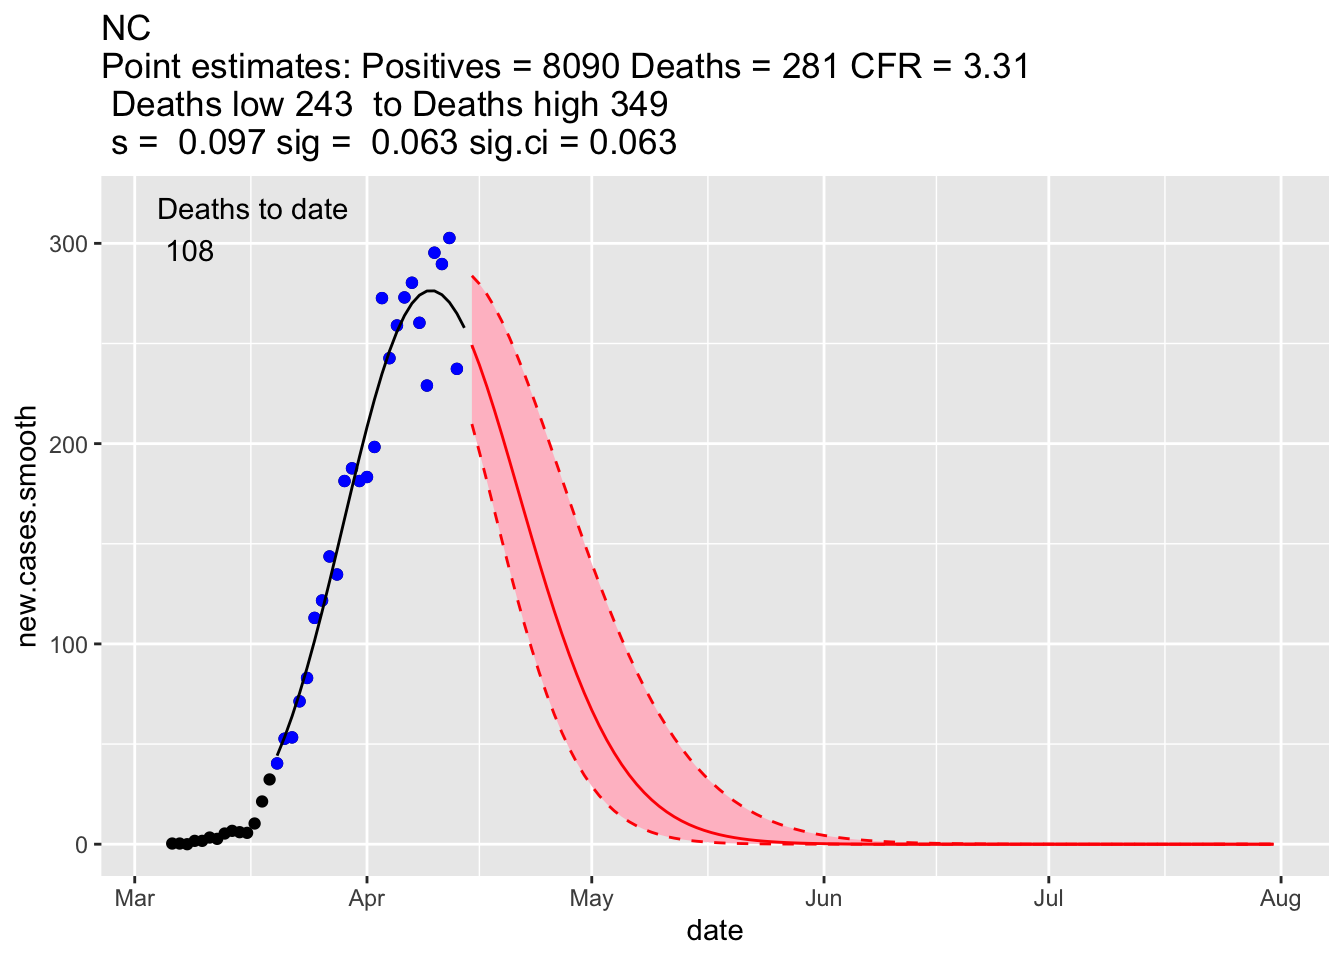 NC
Point estimates: Positives = 8090 Deaths = 281 CFR = 3.31
Deaths low 243  to Deaths high 349
s =  0.097 sig =  0.063 sig.ci = 0.063
Deaths to date
108
300
200
100
0
new.cases.smooth
Mar Apr May Jun Jul Aug
date